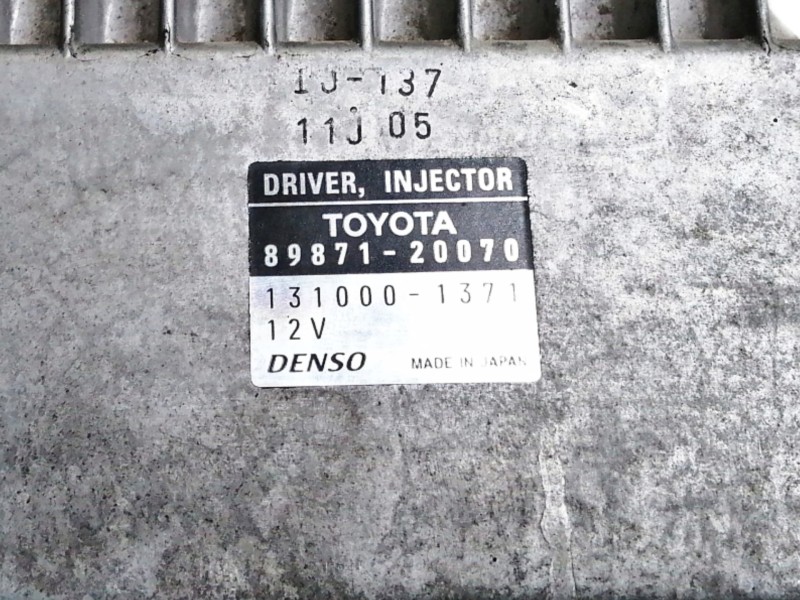 1J-137
11J 05
DRIVER, INJECTOR
TOYOTA
89871-20070
131000-1371
12V
DENSO MADE IN JAPAN